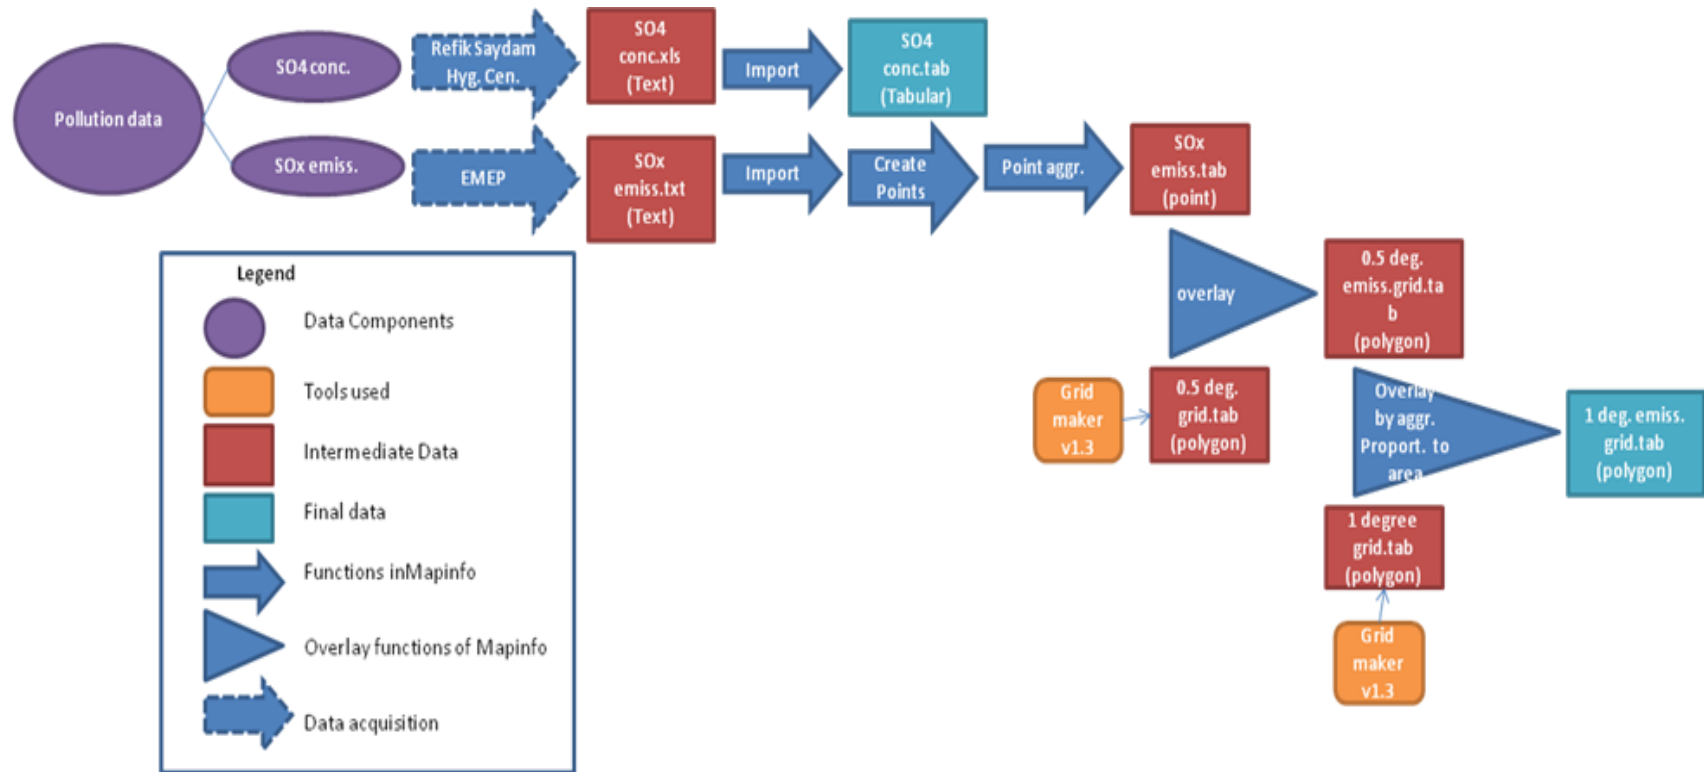 Pollution data
SO4 conc.
Refik Saydam
Hyg. Cen.
SO4
conc.xls
(Text)
Import
SO4
conc.tab
(Tabular)
SOx emiss.
EMEP
SOx
emiss.txt
(Text)
Import
Create
Points
Point aggr.
SOx
emiss.tab
(point)
overlay
0.5 deg.
emiss.grid.ta
b
(polygon)
Grid
maker
v1.3
0.5 deg.
grid.tab
(polygon)
Overlay
by aggr.
Proport. to
area
1 deg. emiss.
grid.tab
(polygon)
1 degree
grid.tab
(polygon)
Grid
maker
v1.3
Legend
Data Components
Tools used
Intermediate Data
Final data
Functions inMapinfo
Overlay functions of Mapinfo
Data acquisition